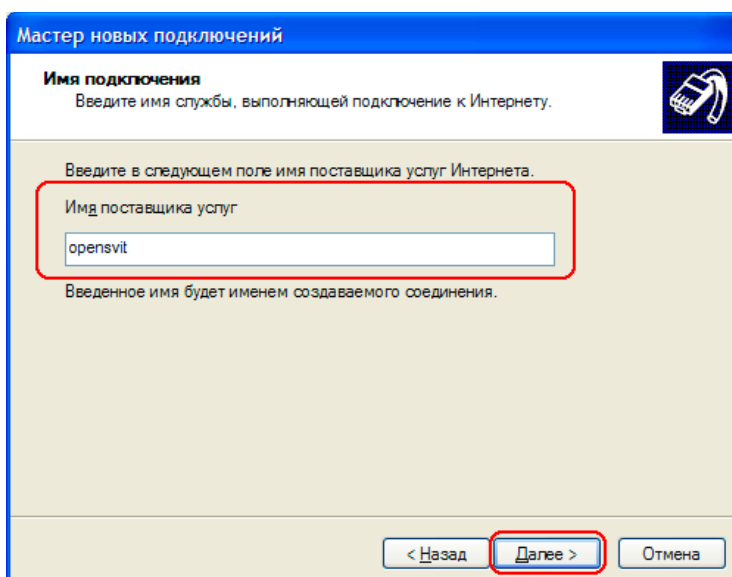 Мастер новых подключений
Имя подключения
Введите имя службы, выполняющей подключение к Интернету.
Введите в следующем поле имя поставщика услуг Интернета.
Имя поставщика услуг
opensvit
Введенное имя будет именем создаваемого соединения.
< Назад Далее > Отмена